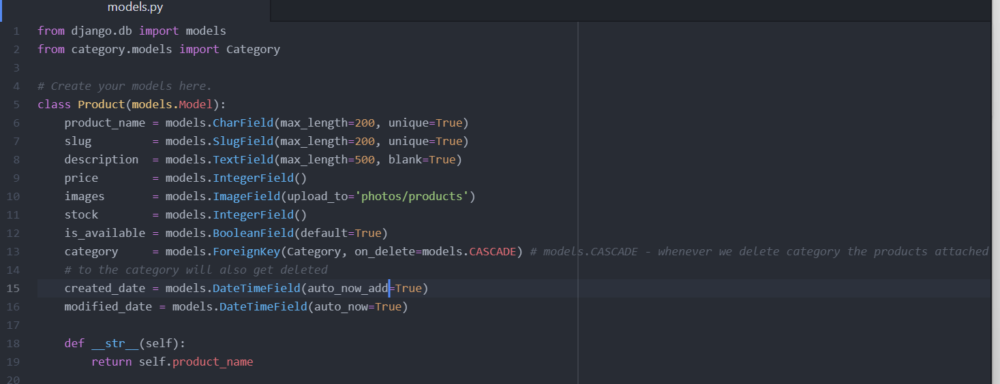 models.py
1 from django.db import models
2 from category.models import Category
3
4 # Create your models here.
5 class Product(models.Model):
6     product_name = models.CharField(max_length=200, unique=True)
7     slug         = models.SlugField(max_length=200, unique=True)
8     description  = models.TextField(max_length=500, blank=True)
9     price        = models.IntegerField()
10     images       = models.ImageField(upload_to='photos/products')
11     stock        = models.IntegerField()
12     is_available = models.BooleanField(default=True)
13     category     = models.ForeignKey(Category, on_delete=models.CASCADE) # models.CASCADE - whenever we delete category the products attached
14     # to the category will also get deleted
15     created_date = models.DateTimeField(auto_now_add=True)
16     modified_date = models.DateTimeField(auto_now=True)
17
18     def __str__(self):
19         return self.product_name
20